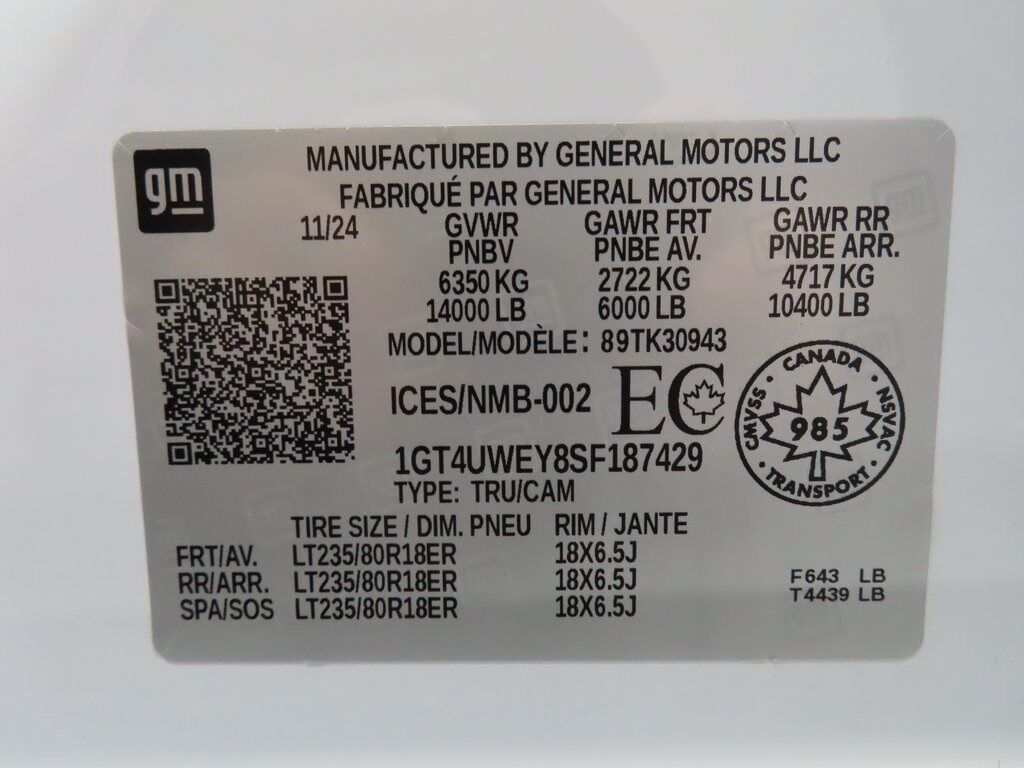 gm
MANUFACTURED BY GENERAL MOTORS LLC
FABRIQUÉ PAR GENERAL MOTORS LLC
11/24 GVWR GAWR FRT GAWR RR
PNBV PNBE AV. PNBE ARR.
6350 KG 2722 KG 4717 KG
14000 LB 6000 LB 10400 LB
MODEL/MODÈLE: 89TK30943
ICES/NMB-002 EC
CANADA
CMVSS 985 NSVAC
TRANSPORT
1GT4UWEY8SF187429
TYPE: TRU/CAM
TIRE SIZE / DIM. PNEU RIM / JANTE
FRT/AV. LT235/80R18ER 18X6.5J
RR/ARR. LT235/80R18ER 18X6.5J F643 LB
SPA/SOS LT235/80R18ER 18X6.5J T4439 LB